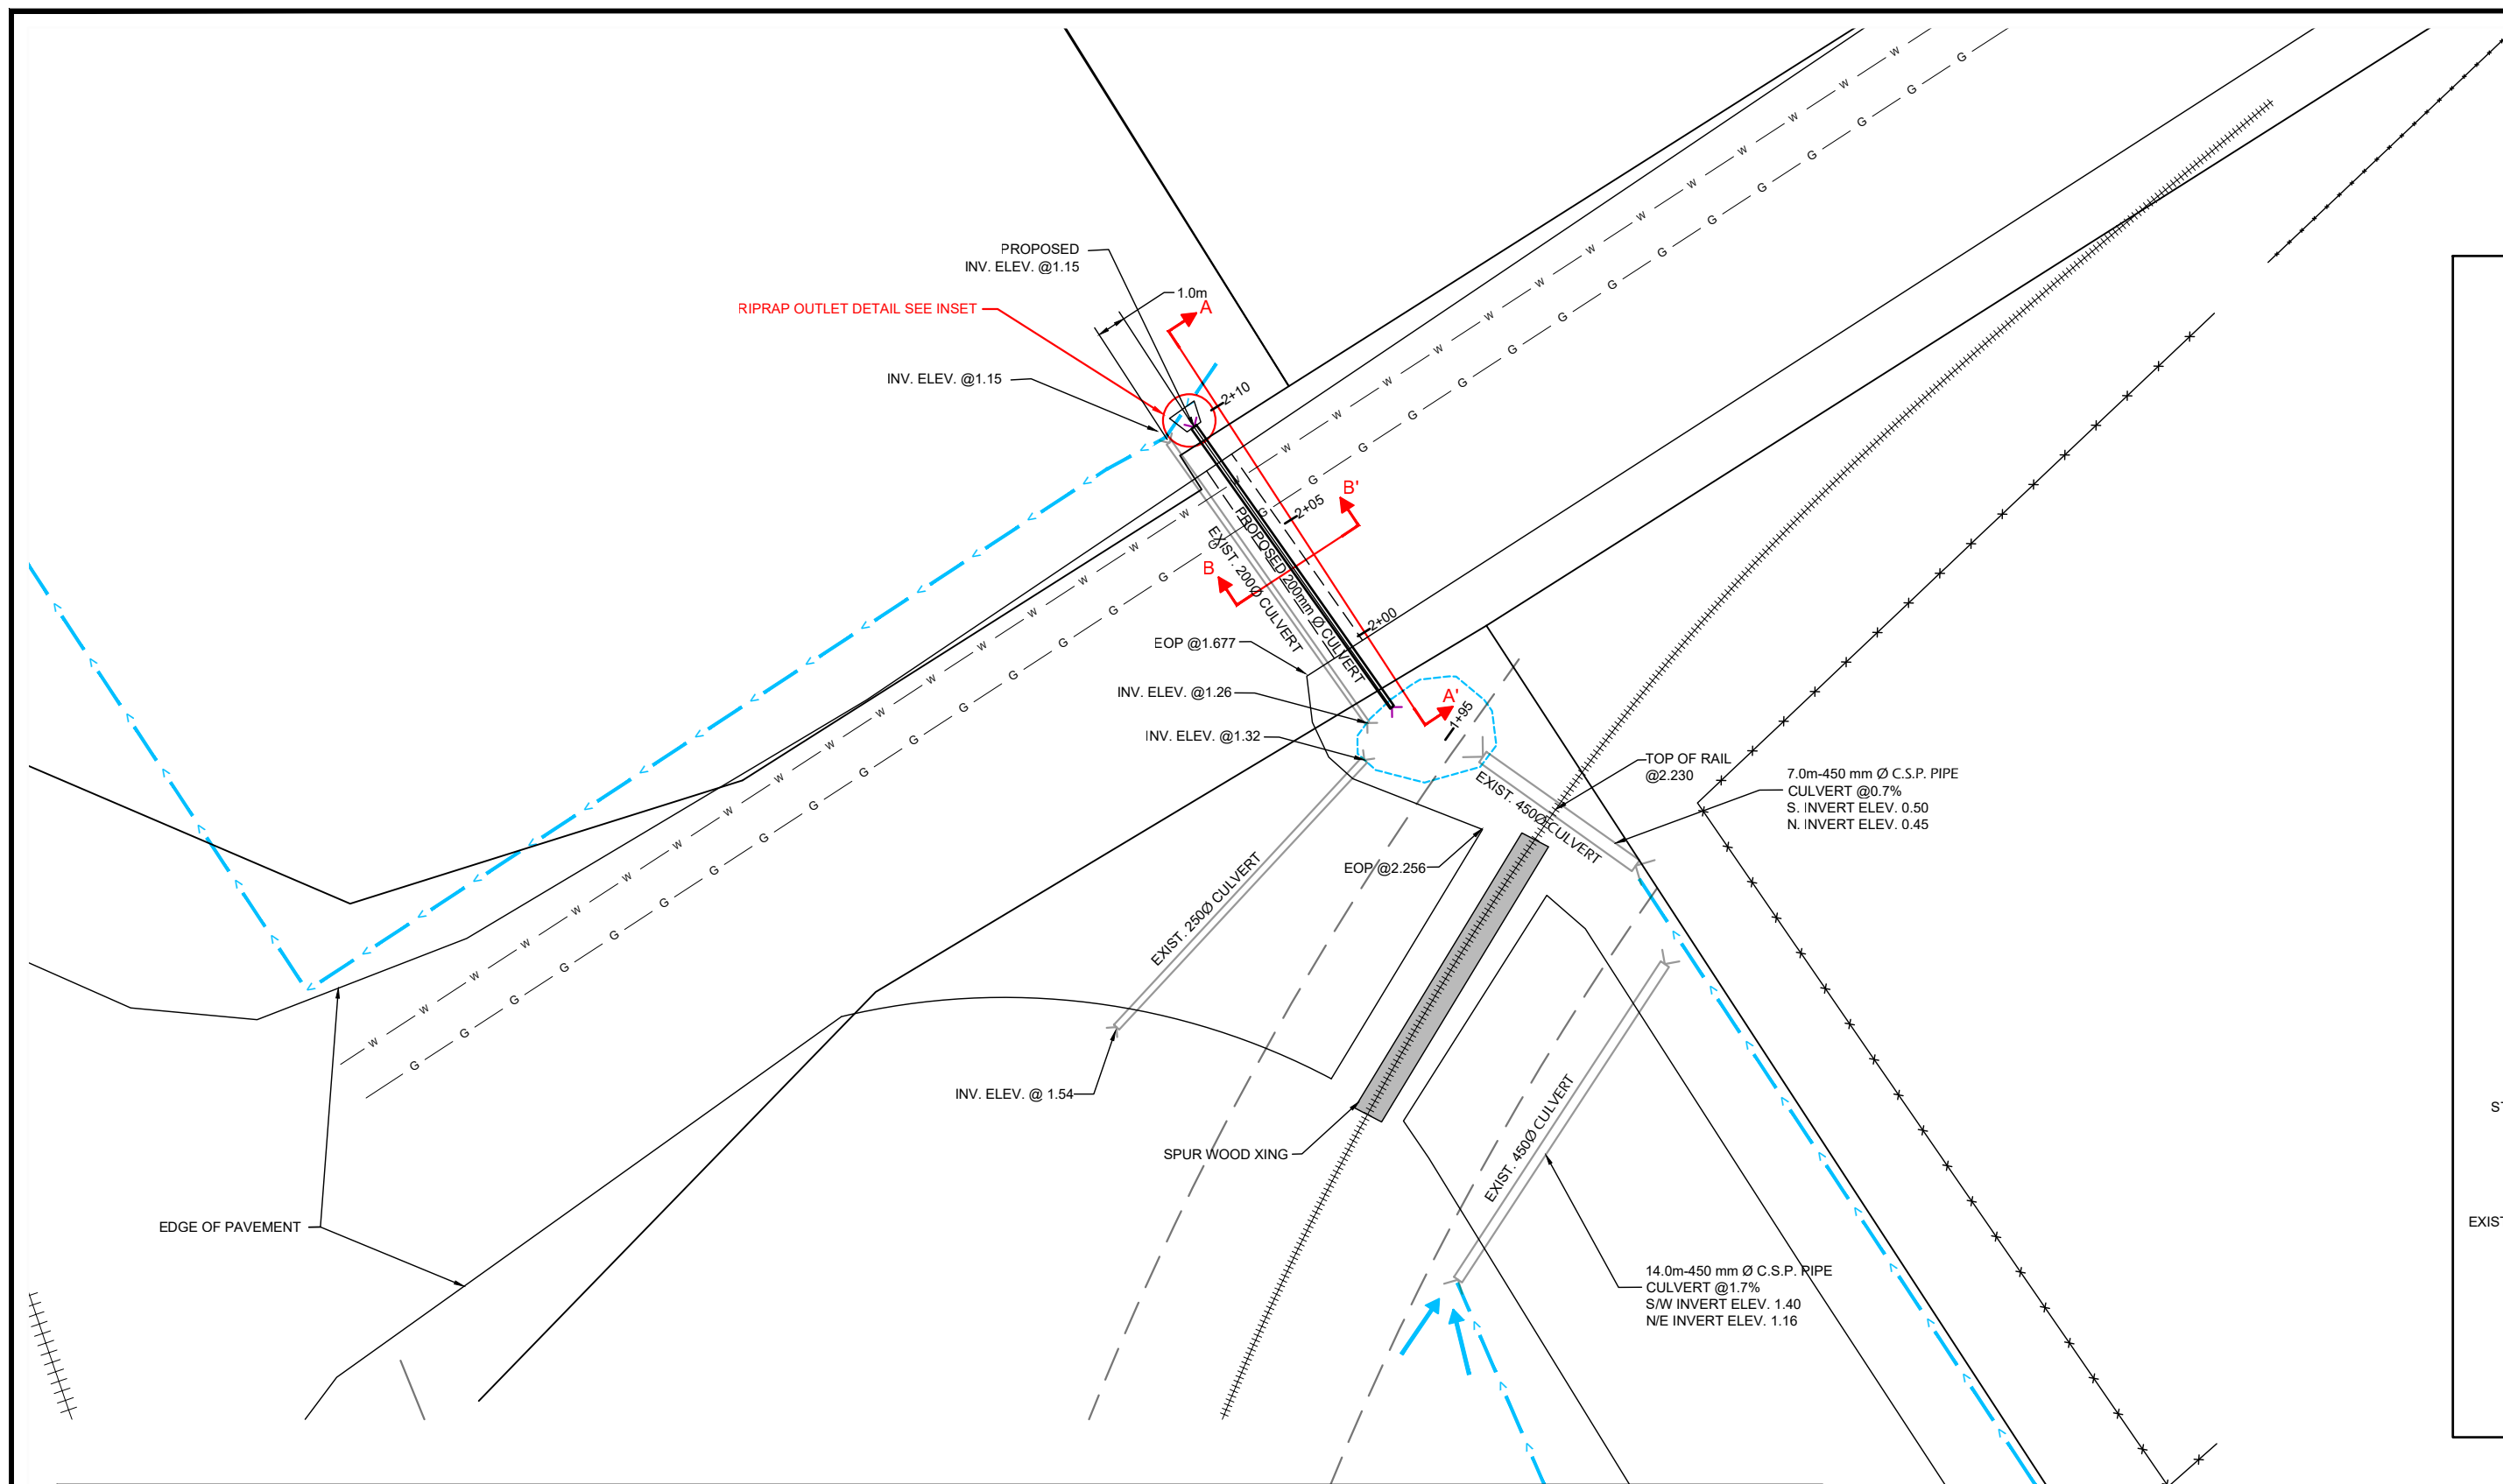 PROPOSED
INV. ELEV. @1.15
1.0m
A
RIPRAP OUTLET DETAIL SEE INSET
INV. ELEV. @1.15
2+10
B'
2+05
PROPOSED 200mm Ø CULVERT
EXIST. 200Ø CULVERT
B
2+00
EOP @1.677
INV. ELEV. @1.26
A'
1+95
INV. ELEV. @1.32
TOP OF RAIL
@2.230
7.0m-450 mm Ø C.S.P. PIPE
CULVERT @0.7%
S. INVERT ELEV. 0.50
N. INVERT ELEV. 0.45
EXIST. 450Ø CULVERT
EOP @2.256
EXIST. 250Ø CULVERT
INV. ELEV. @ 1.54
SPUR WOOD XING
EXIST. 450Ø CULVERT
EDGE OF PAVEMENT
14.0m-450 mm Ø C.S.P. PIPE
CULVERT @1.7%
S/W INVERT ELEV. 1.40
N/E INVERT ELEV. 1.16
ST
EXIST
W W W W W W W W W W W W W W W W W W W W W W W W W W W W W W
G G G G G G G G G G G G G G G G G G G G G G G G G G G G G G G G